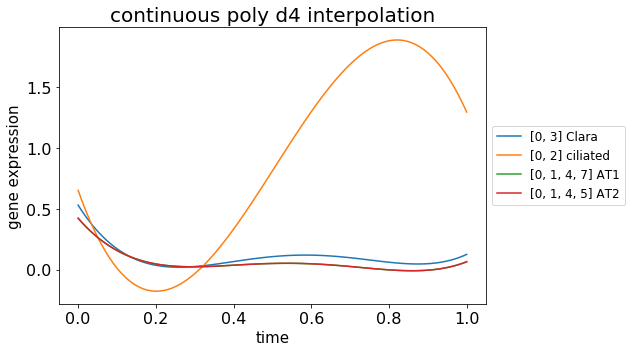 continuous poly d4 interpolation
gene expression
1.5
1.0
0.5
0.0
0.0 0.2 0.4 0.6 0.8 1.0
time
[0, 3] Clara
[0, 2] ciliated
[0, 1, 4, 7] AT1
[0, 1, 4, 5] AT2